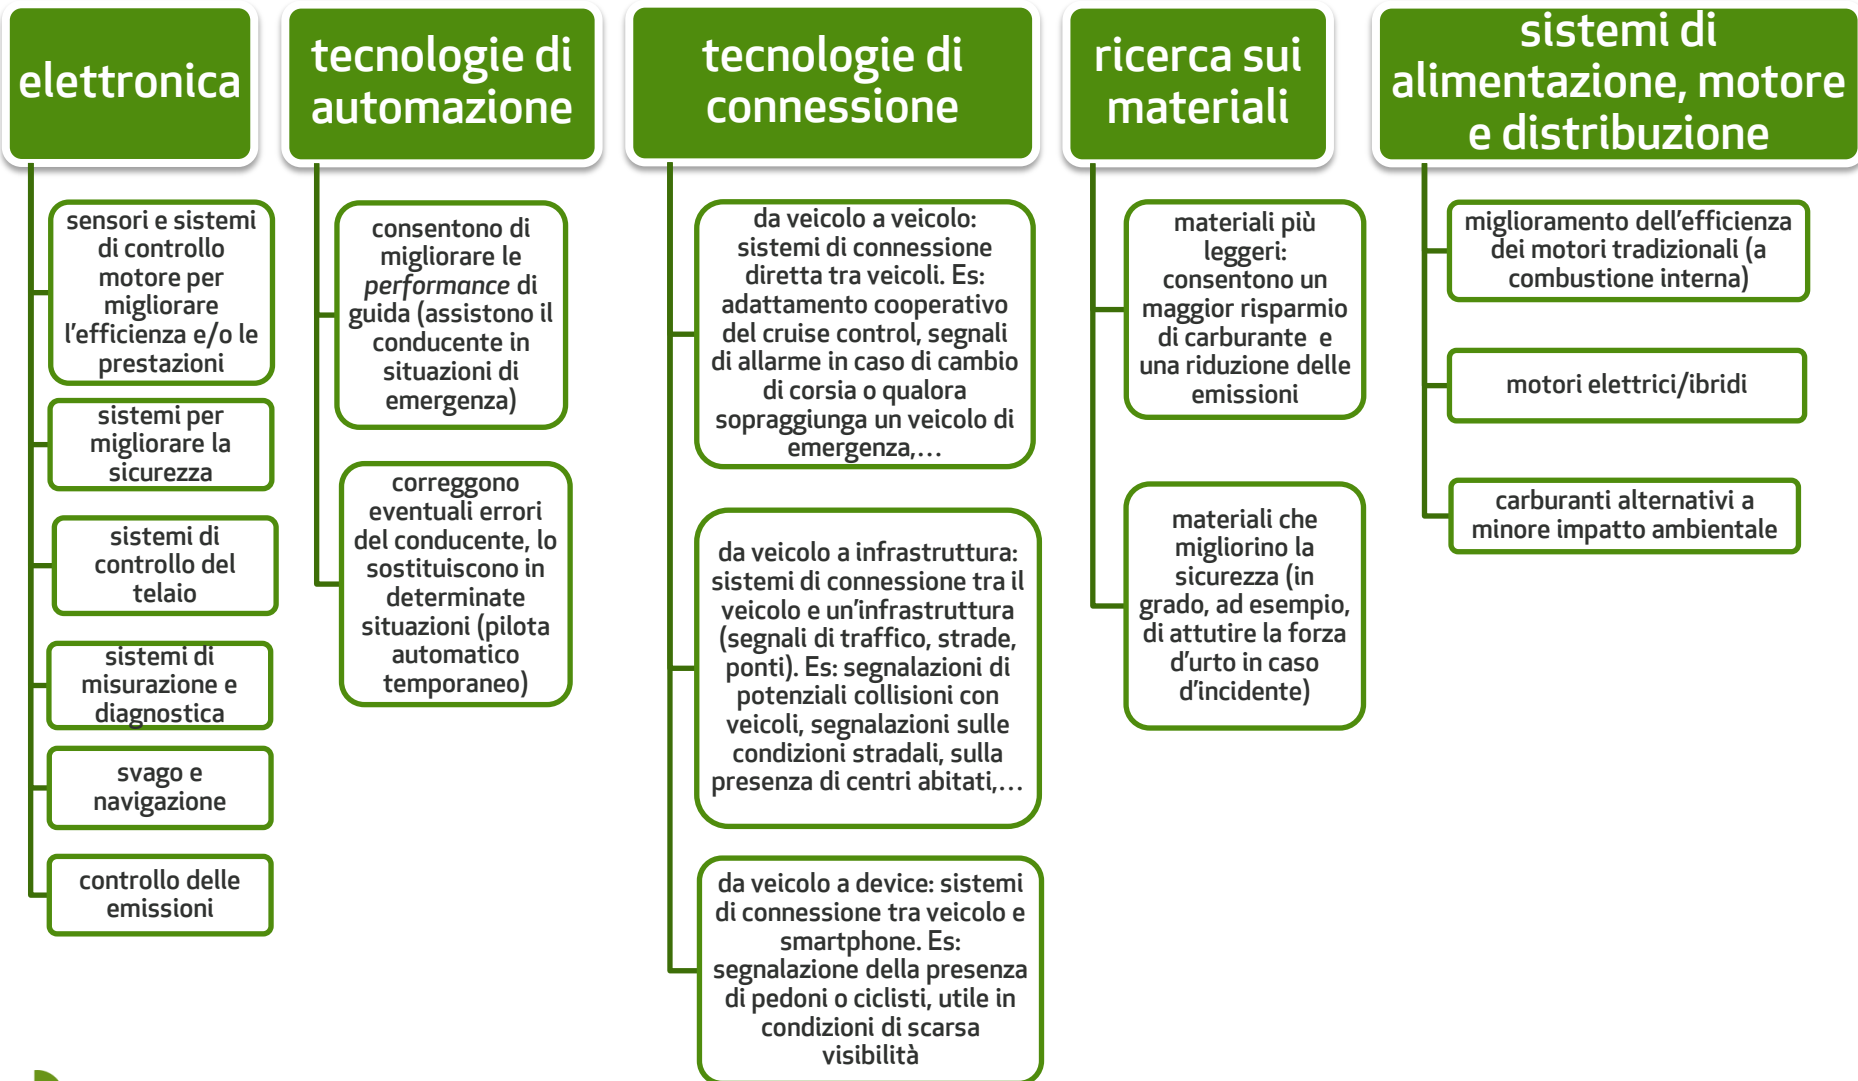 elettronica
sensori e sistemi
di controllo
motore per
migliorare
l'efficienza e/o le
prestazioni
sistemi per
migliorare la
sicurezza
sistemi di
controllo del
telaio
sistemi di
misurazione e
diagnostica
svago e
navigazione
controllo delle
emissioni
tecnologie di
automazione
consentono di
migliorare le
performance di
guida (assistono il
conducente in
situazioni di
emergenza)
correggono
eventuali errori
del conducente, lo
sostituiscono in
determinate
situazioni (pilota
automatico
temporaneo)
tecnologie di
connessione
da veicolo a veicolo:
sistemi di connessione
diretta tra veicoli. Es:
adattamento cooperativo
del cruise control, segnali
di allarme in caso di cambio
di corsia o qualora
sopraggiunga un veicolo di
emergenza,...
da veicolo a infrastruttura:
sistemi di connessione tra il
veicolo e un'infrastruttura
(segnali di traffico, strade,
ponti). Es: segnalazioni di
potenziali collisioni con
veicoli, segnalazioni sulle
condizioni stradali, sulla
presenza di centri abitati,...
da veicolo a device: sistemi
di connessione tra veicolo e
smartphone. Es:
segnalazione della presenza
di pedoni o ciclisti, utile in
condizioni di scarsa
visibilità
ricerca sui
materiali
materiali più
leggeri:
consentono un
maggior risparmio
di carburante e
una riduzione delle
emissioni
materiali che
migliorino la
sicurezza (in
grado, ad esempio,
di attutire la forza
d'urto in caso
d'incidente)
sistemi di
alimentazione, motore
e distribuzione
miglioramento dell'efficienza
dei motori tradizionali (a
combustione interna)
motori elettrici/ibridi
carburanti alternativi a
minore impatto ambientale